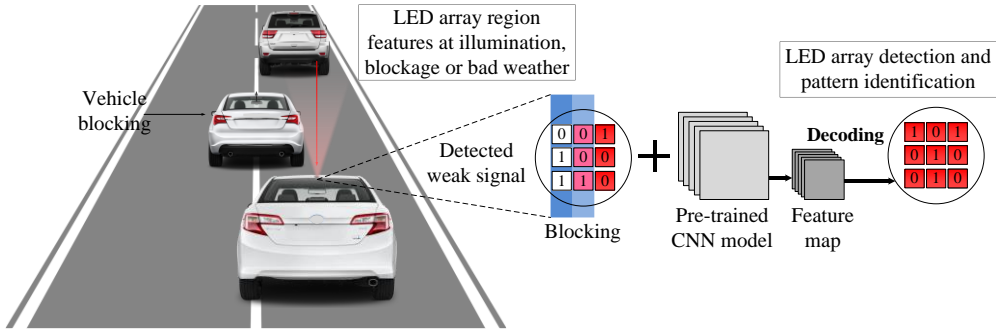 LED array region
features at illumination,
blockage or bad weather
Vehicle
blocking
Detected
weak signal
0 0 1
1 0 0
1 1 0
Blocking
Pre-trained
CNN model
Feature
map
Decoding
LED array detection and
pattern identification
1 0 1
0 1 0
0 1 0